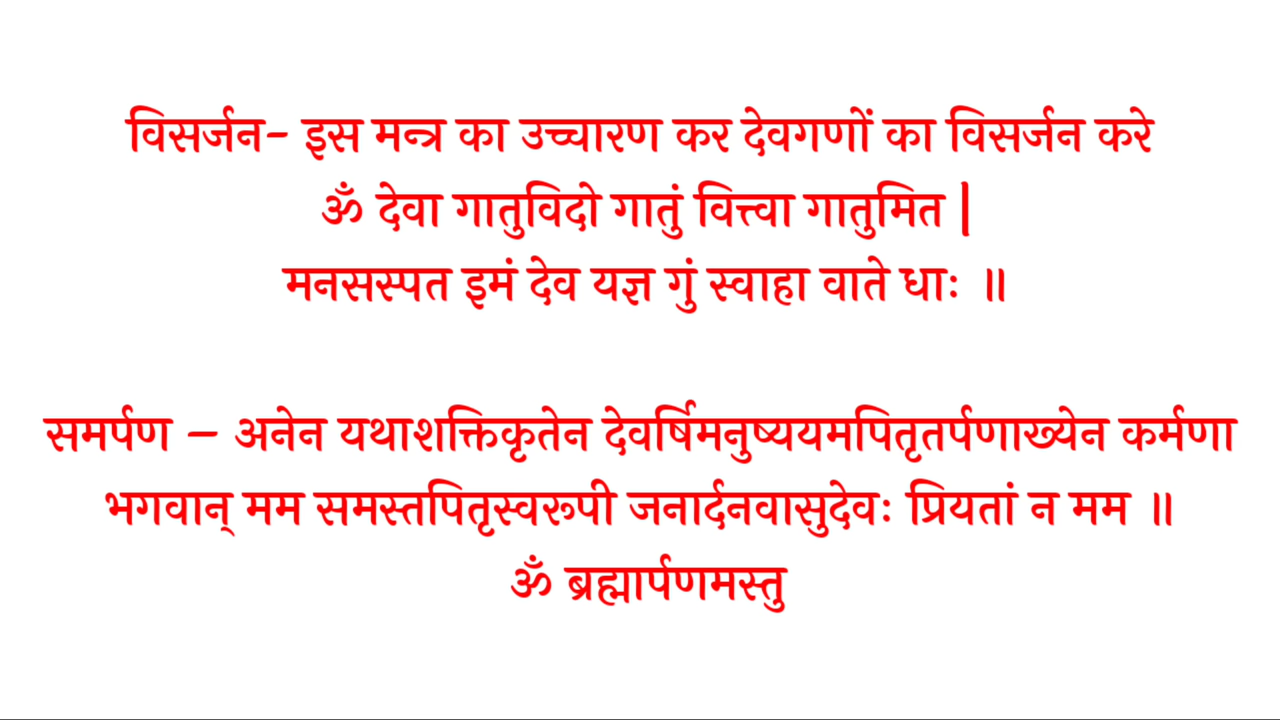 विसर्जन- इस मन्त्र का उच्चारण कर देवगणों का विसर्जन करे
ॐ देवा गातुविदो गातुं वित्त्वा गातुमित |
मनसस्पत इमं देव यज्ञ गुं स्वाहा वाते धाः ॥
समर्पण – अनेन यथाशक्तिकृतेन देवर्षिमनुष्ययमपितृतर्पणाख्येन कर्मणा
भगवान् मम समस्तपितृस्वरूपी जनार्दनवासुदेवः प्रियतां न मम ॥
ॐ ब्रह्मार्पणमस्तु